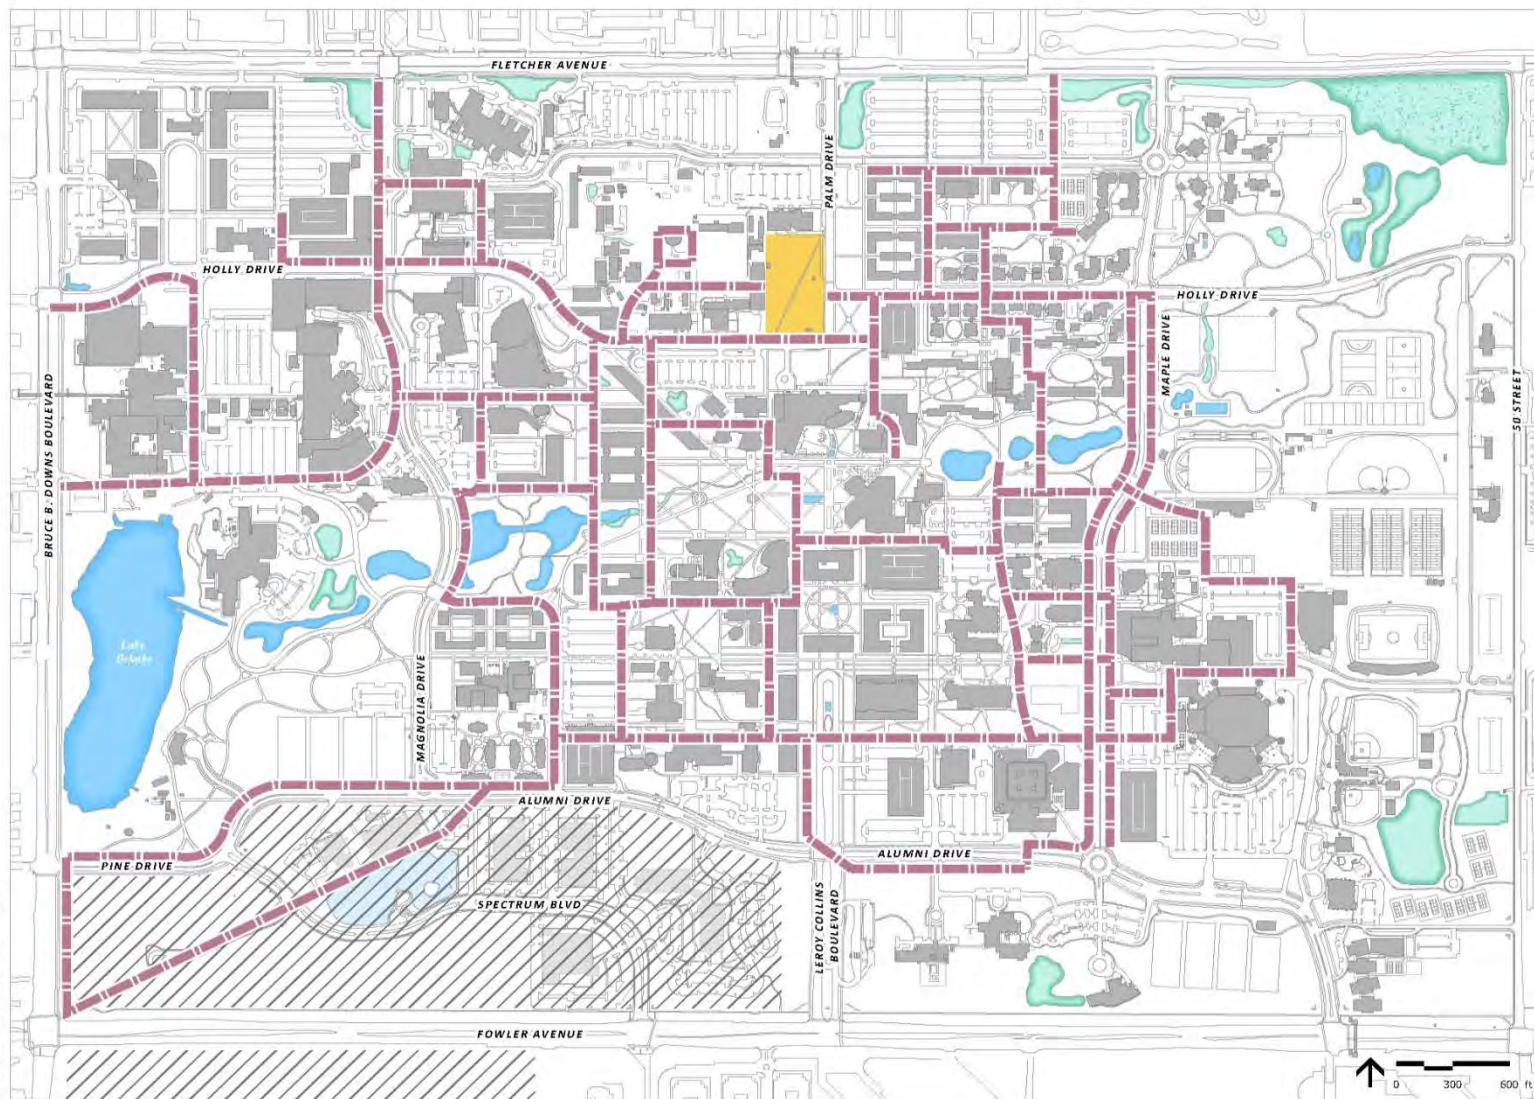 FLETCHER AVENUE
PALM DRIVE
HOLLY DRIVE
HOLLY DRIVE
MAPLE DRIVE
BRUCE B. DOWNS BOULEVARD
50 STREET
Lake
MAGNOLIA DRIVE
ALUMNI DRIVE
ALUMNI DRIVE
PINE DRIVE
SPECTRUM BLVD
LEROY COLLINS
BOULEVARD
FOWLER AVENUE
0 300 600 ft